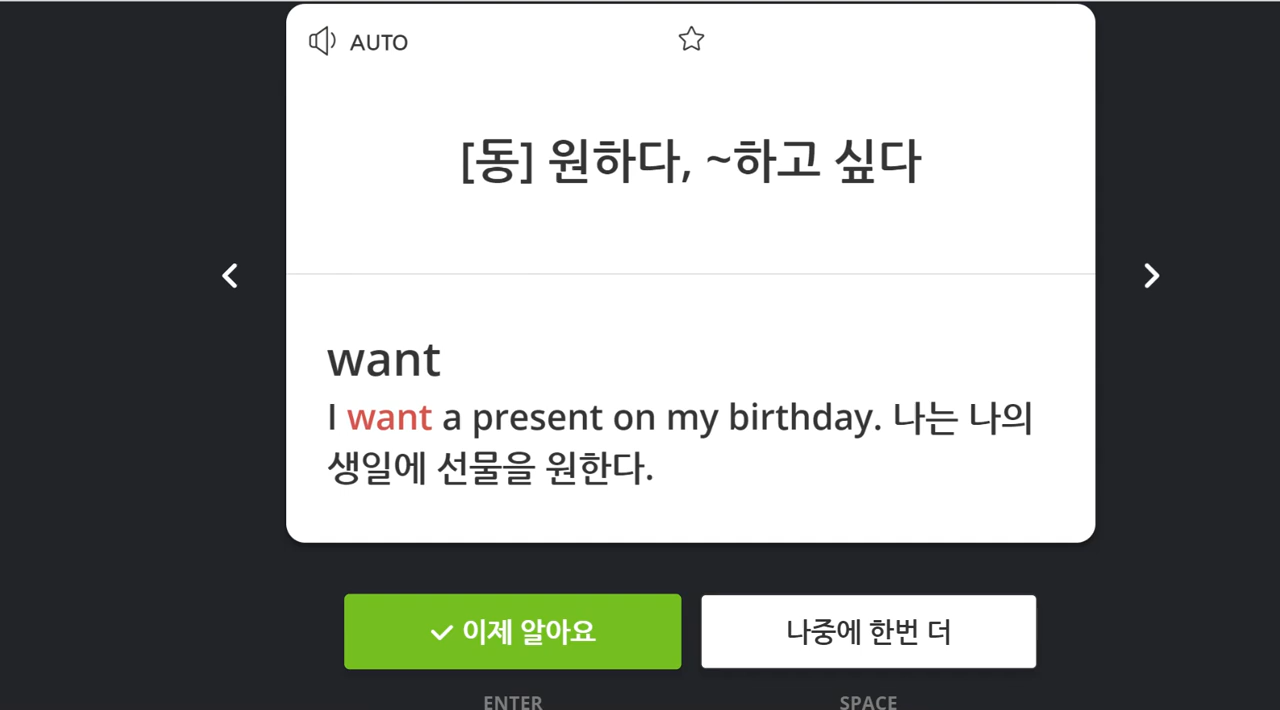 AUTO
[동] 원하다, ~하고 싶다
want
I want a present on my birthday. 나는 나의
생일에 선물을 원한다.
이제 알아요
나중에 한번 더
ENTER
SPACE